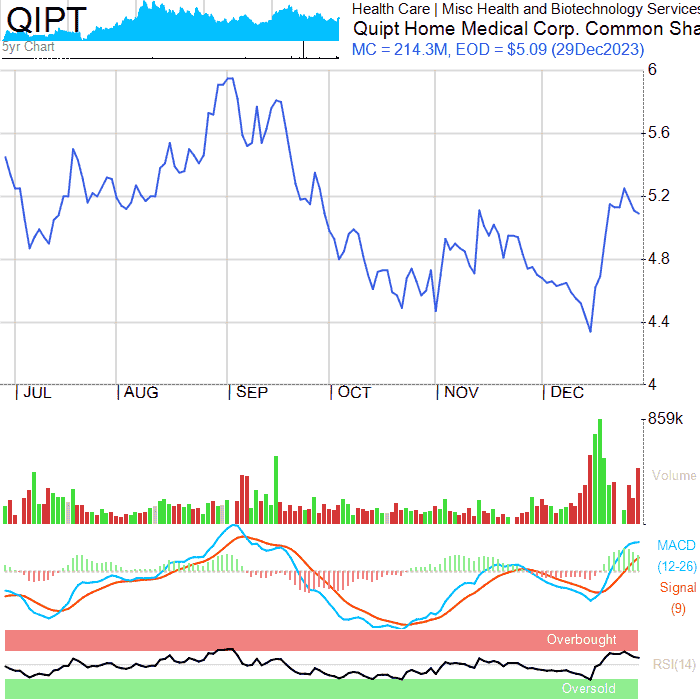 QIPT
5yr Chart
Health Care | Misc Health and Biotechnology Services
Quipt Home Medical Corp. Common Sha
MC = 214.3M, EOD = $5.09 (29Dec2023)
6
5.6
5.2
4.8
4.4
4
JUL AUG SEP OCT NOV DEC
859k
Volume
MACD
(12-26)
Signal
(9)
Overbought
RSI(14)
Oversold